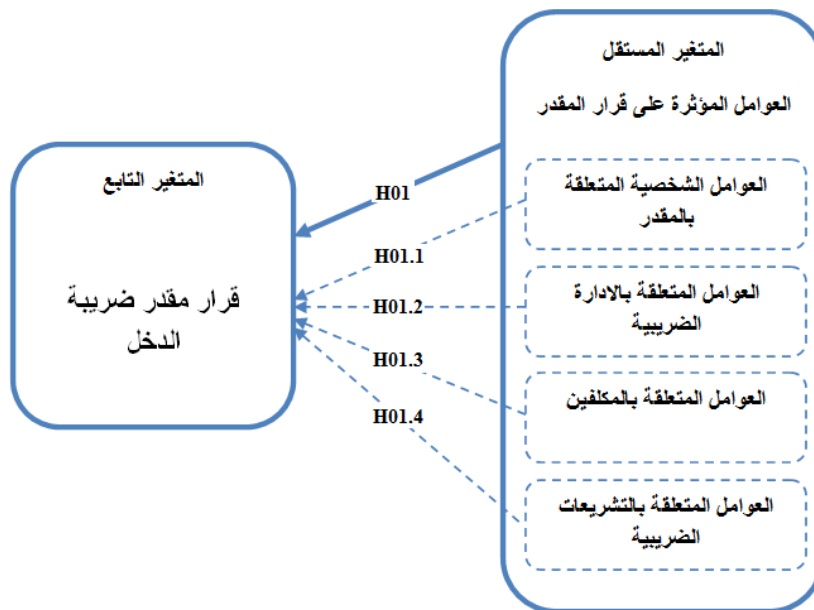 المتغير المستقل
العوامل المؤثرة على قرار المقدر
العوامل الشخصية المتعلقة
بالمقدر
العوامل المتعلقة بالادارة
الضريبية
العوامل المتعلقة بالمكلفين
العوامل المتعلقة بالتشريعات
الضريبية
H01
H01.1
H01.2
H01.3
H01.4
المتغير التابع
قرار مقدر ضريبة
الدخل